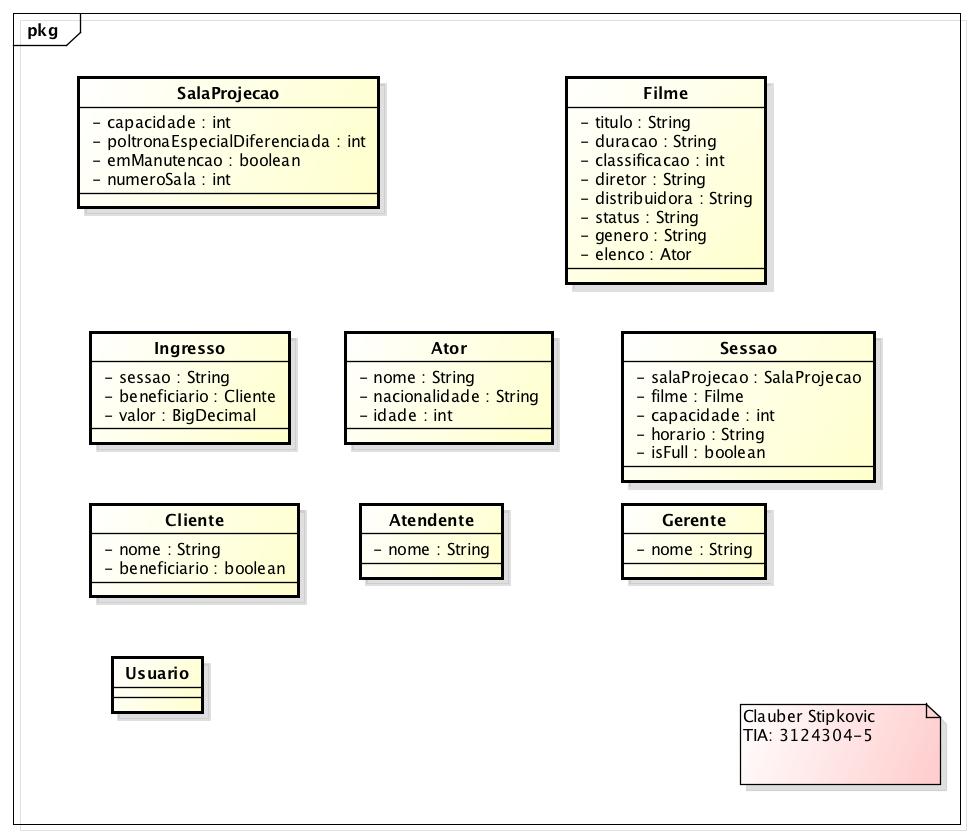 pkg
SalaProjecao
- capacidade : int
- poltronaEspecialDiferenciada : int
- emManutencao : boolean
- numeroSala : int
Filme
- titulo : String
- duracao : String
- classificacao : int
- diretor : String
- distribuidora : String
- status : String
- genero : String
- elenco : Ator
Ingresso
- sessao : String
- beneficiario : Cliente
- valor : BigDecimal
Ator
- nome : String
- nacionalidade : String
- idade : int
Sessao
- salaProjecao : SalaProjecao
- filme : Filme
- capacidade : int
- horario : String
- isFull : boolean
Cliente
- nome : String
- beneficiario : boolean
Atendente
- nome : String
Gerente
- nome : String
Usuario
Clauber Stipkovic
TIA: 3124304-5